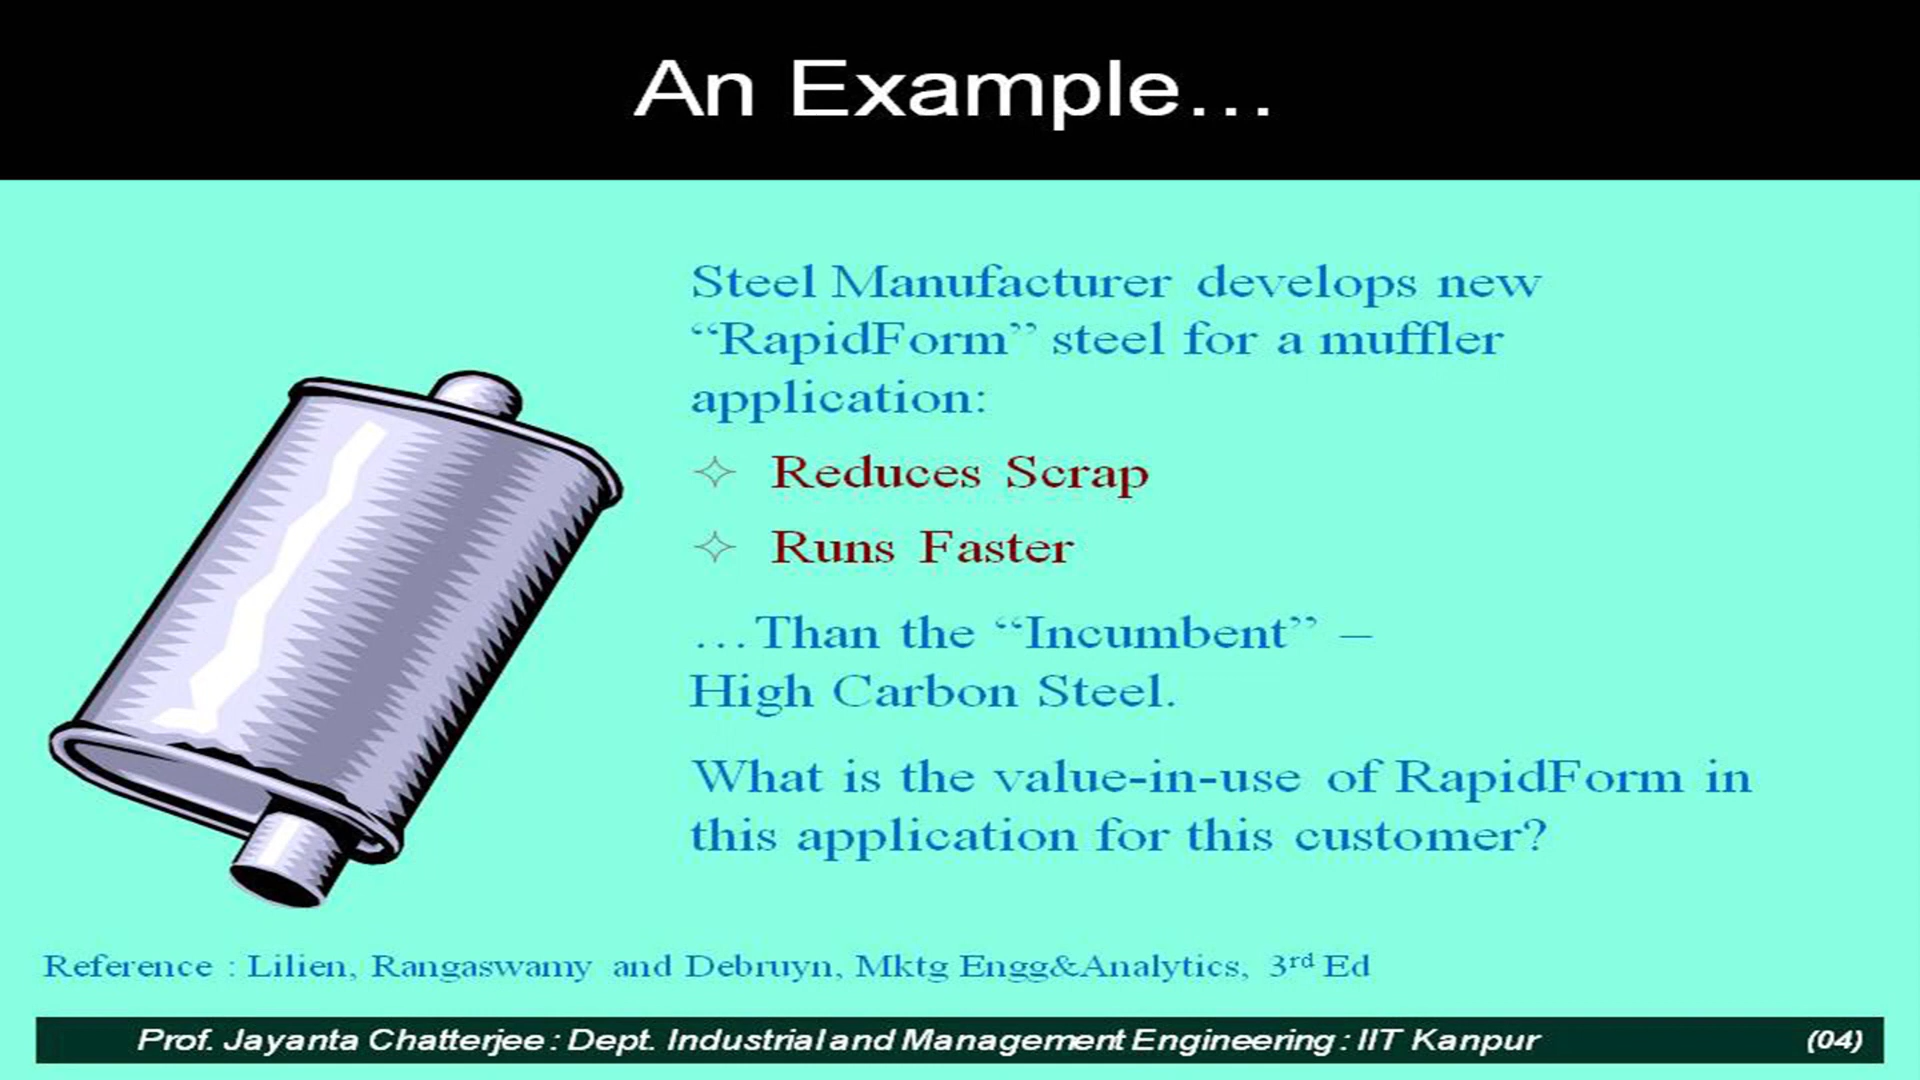 An Example…
Steel Manufacturer develops new
“RapidForm” steel for a muffler
application:
Reduces Scrap
Runs Faster
…Than the “Incumbent” –
High Carbon Steel.
What is the value-in-use of RapidForm in
this application for this customer?
Reference : Lilien, Rangaswamy and Debruyn, Mktg Engg&Analytics, 3rd Ed
Prof. Jayanta Chatterjee : Dept. Industrial and Management Engineering : IIT Kanpur (04)